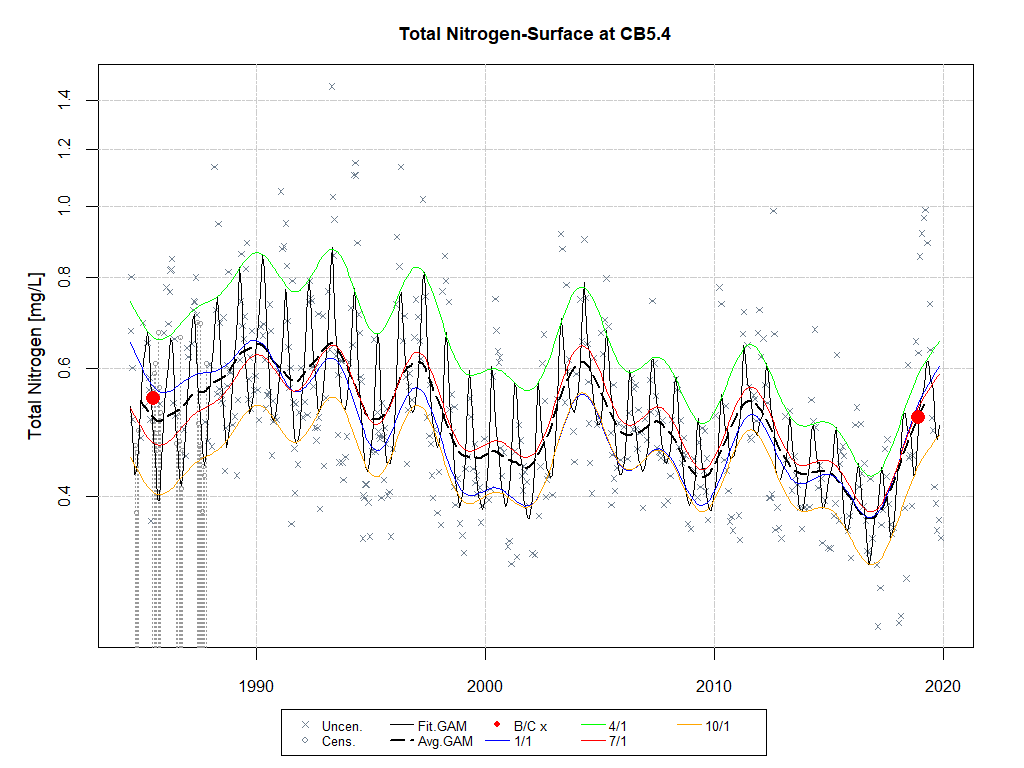 Total Nitrogen-Surface at CB5.4
Total Nitrogen [mg/L]
1.4
1.2
1.0
0.8
0.6
0.4
1990 2000 2010 2020
Uncen. Fit.GAM B/C x 4/1 10/1
Cens. Avg.GAM 1/1 7/1